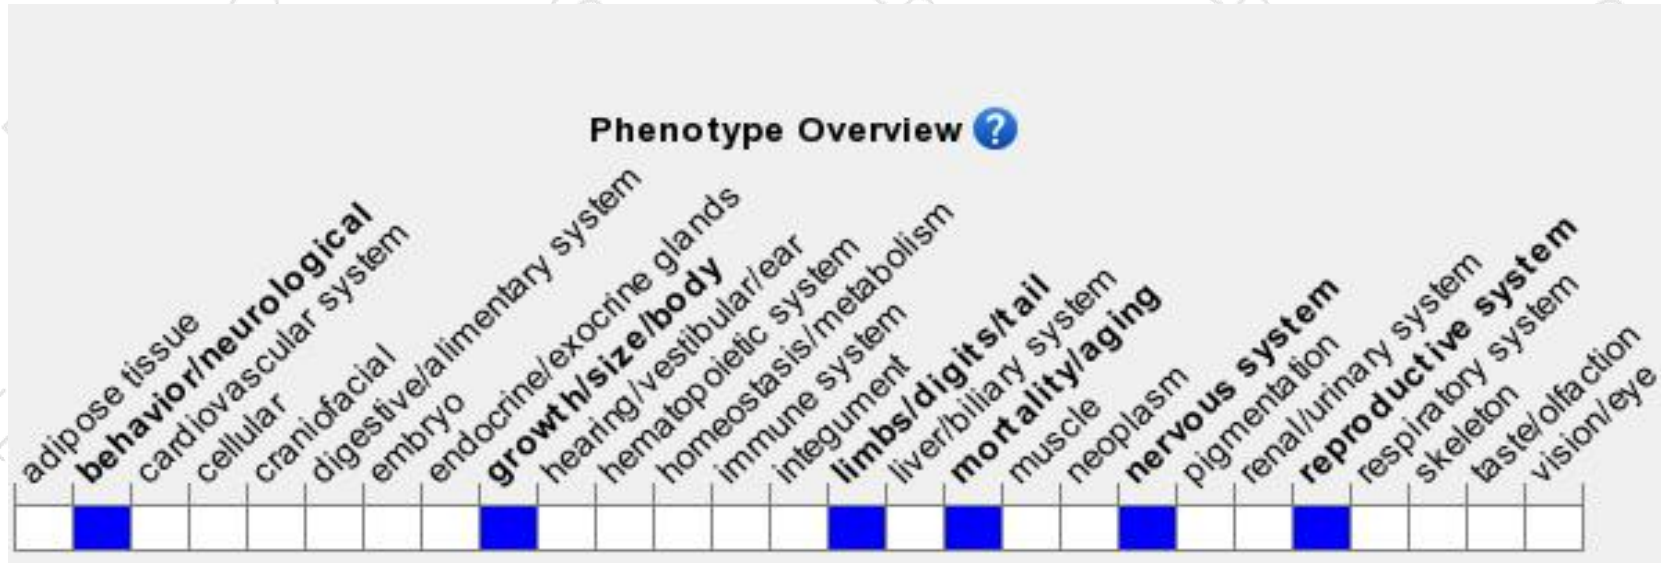 Phenotype Overview ?
adipose tissue
behavior/neurological
cardiovascular system
cellular
craniofacial
digestive/alimentary system
embryo
endocrine/exocrine glands
growth/size/body
hearing/vestibular/ear
hematopoietic system
homeostasis/metabolism
immune system
integument
limbs/digits/tail
liver/biliary system
mortality/aging
muscle
neoplasm
nervous system
pigmentation
renal/urinary system
reproductive system
respiratory system
skeleton
taste/olfaction
vision/eye